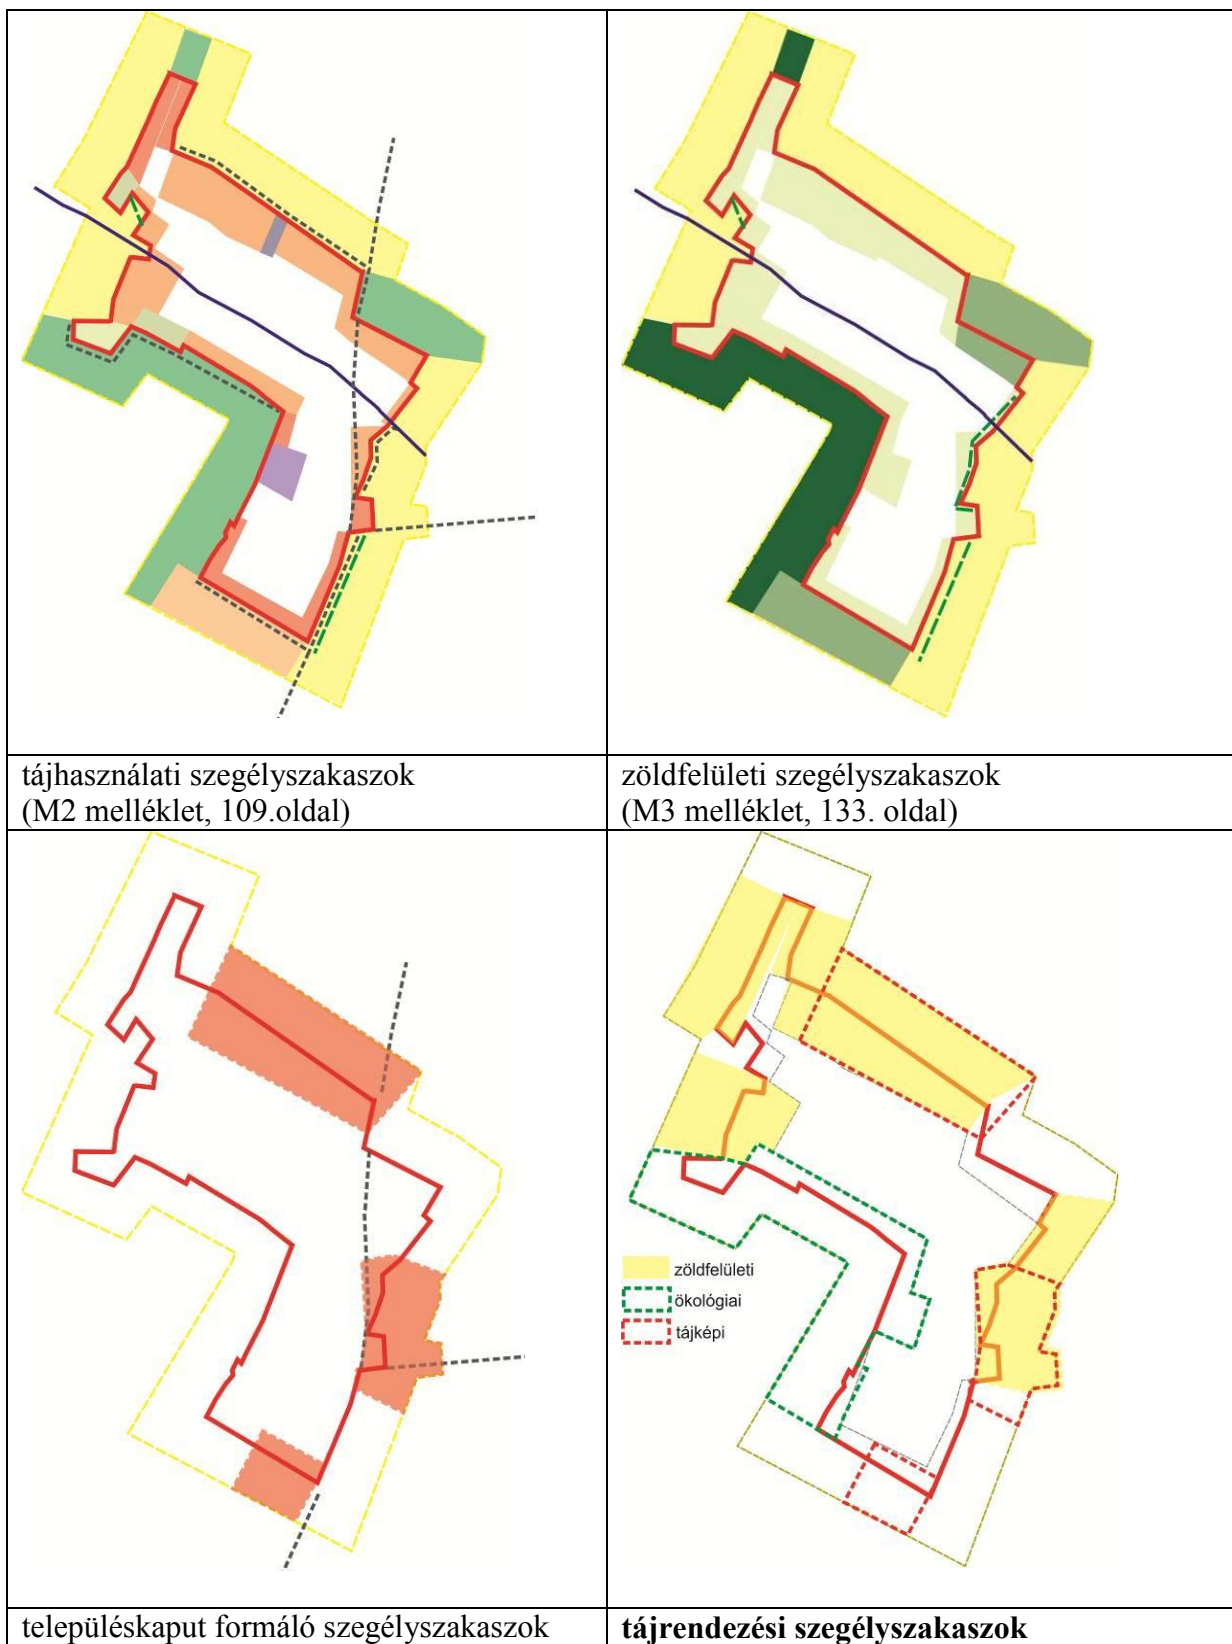 tájhasználati szegélyszakaszok
(M2 melléklet, 109.oldal)
zöldfelületi szegélyszakaszok
(M3 melléklet, 133. oldal)
zöldfelületi
ökológiai
tájképi
településkaput formáló szegélyszakaszok
tájrendezési szegélyszakaszok